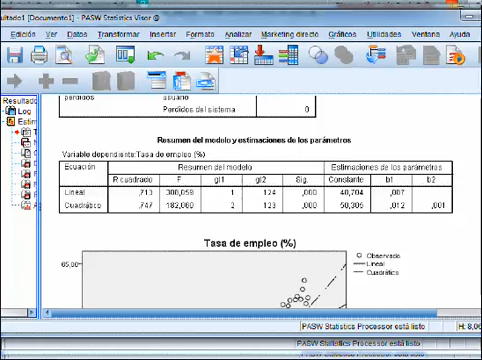 ultado1 [Documento1] - PASW Statistics Visor @
Edición Ver Datos Transformar Insertar Formato Analizar Marketing directo Gráficos Utilidades Ventana Ayuda
Resultado
Log
perdidos usuario
Perdidos del sistema 0
Resumen del modelo y estimaciones de los parámetros
Variable dependiente:Tasa de empleo (%)
Ecuación Resumen del modelo Estimaciones de los parámetros
R cuadrado F gl1 gl2 Sig. Constante b1 b2
Lineal ,713 308,059 1 124 ,000 40,704 ,007
Cuadrático ,747 182,060 2 123 ,000 50,306 ,012 ,001
Tasa de empleo (%)
65,00
Observado
Lineal
Cuadrático
PASW Statistics Processor está listo H: 8,0
PASW Statistics Processor está listo